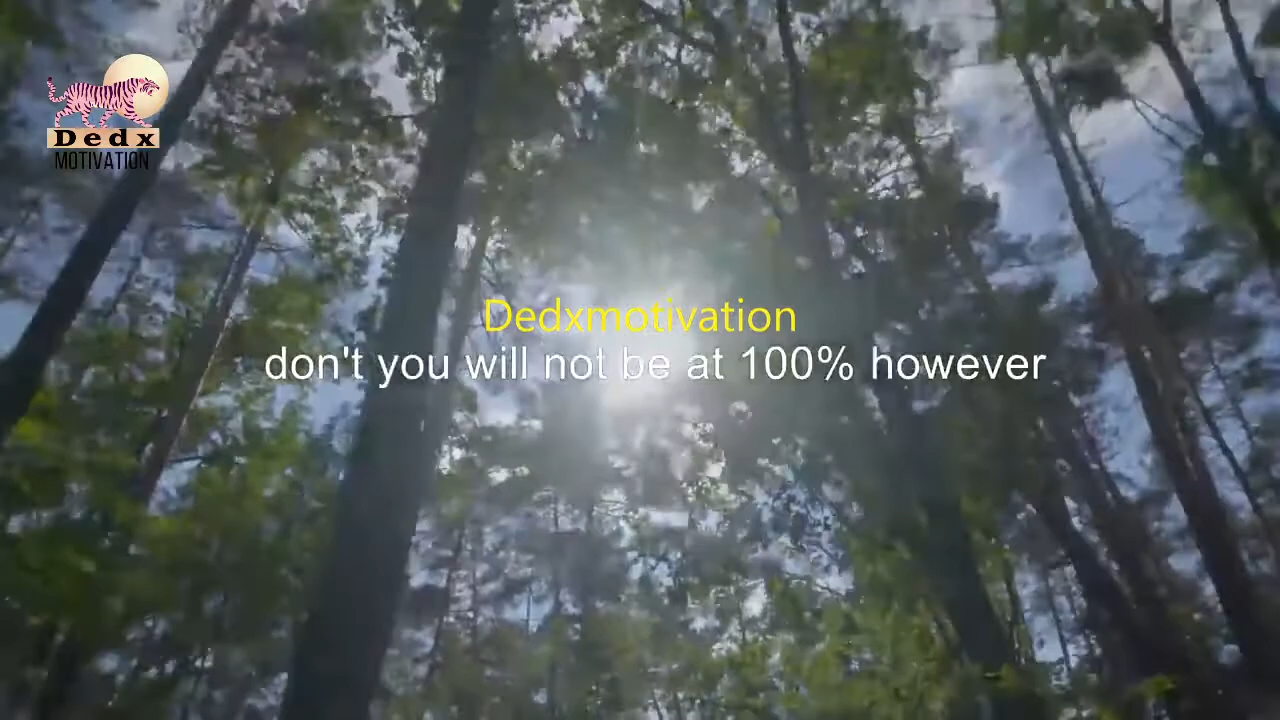 Dedx
MOTIVATION
Dedxmotivation
don't you will not be at 100% however